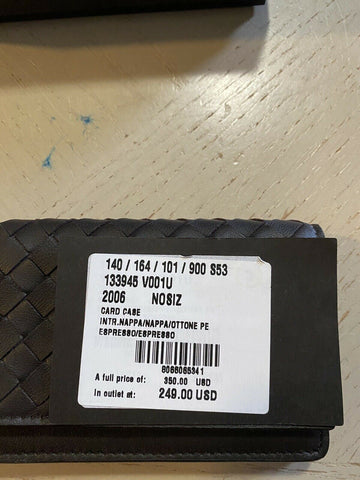 140 / 164 / 101 / 900 S53
133945 V001U
2006 NOSIZ
CARD CASE
INTR.NAPPA/NAPPA/OTTONE PE
ESPRESSO/ESPRESSO
8066065341
A full price of: 350.00 USD
In outlet at: 249.00 USD